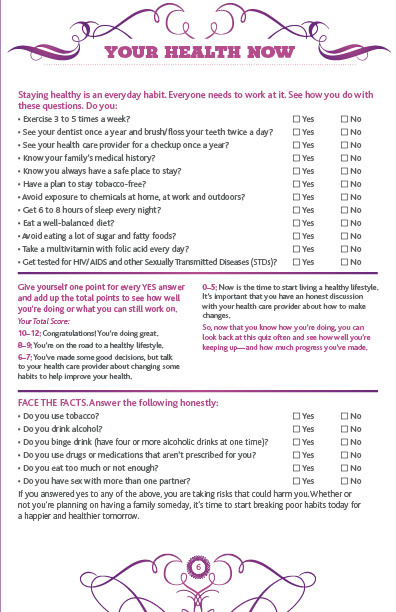 YOUR HEALTH NOW
Staying healthy is an everyday habit. Everyone needs to work at it. See how you do with
these questions. Do you:
• Exercise 3 to 5 times a week? ☐ Yes ☐ No
• See your dentist once a year and brush/floss your teeth twice a day? ☐ Yes ☐ No
• See your health care provider for a checkup once a year? ☐ Yes ☐ No
• Know your family's medical history? ☐ Yes ☐ No
• Know you always have a safe place to stay? ☐ Yes ☐ No
• Have a plan to stay tobacco-free? ☐ Yes ☐ No
• Avoid exposure to chemicals at home, at work and outdoors? ☐ Yes ☐ No
• Get 6 to 8 hours of sleep every night? ☐ Yes ☐ No
• Eat a well-balanced diet? ☐ Yes ☐ No
• Avoid eating a lot of sugar and fatty foods? ☐ Yes ☐ No
• Take a multivitamin with folic acid every day? ☐ Yes ☐ No
• Get tested for HIV/AIDS and other Sexually Transmitted Diseases (STDs)? ☐ Yes ☐ No
Give yourself one point for every YES answer
and add up the total points to see how well
you're doing or what you can still work on.
Your Total Score:
10–12; Congratulations! You're doing great.
8–9; You're on the road to a healthy lifestyle.
6–7; You've made some good decisions, but talk
to your health care provider about changing some
habits to help improve your health.
0–5; Now is the time to start living a healthy lifestyle.
It's important that you have an honest discussion
with your health care provider about how to make
changes.
So, now that you know how you're doing, you can
look back at this quiz often and see how well you're
keeping up—and how much progress you've made.
FACE THE FACTS. Answer the following honestly:
• Do you use tobacco? ☐ Yes ☐ No
• Do you drink alcohol? ☐ Yes ☐ No
• Do you binge drink (have four or more alcoholic drinks at one time)? ☐ Yes ☐ No
• Do you use drugs or medications that aren't prescribed for you? ☐ Yes ☐ No
• Do you eat too much or not enough? ☐ Yes ☐ No
• Do you have sex with more than one partner? ☐ Yes ☐ No
If you answered yes to any of the above, you are taking risks that could harm you. Whether or
not you're planning on having a family someday, it's time to start breaking poor habits today for
a happier and healthier tomorrow.
6